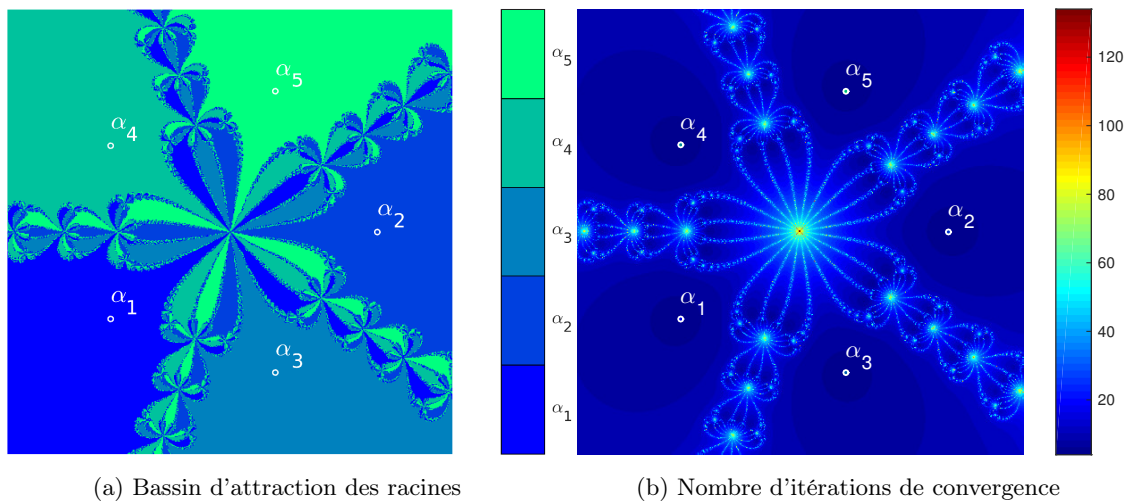 α₅
α₄
α₂
α₁
α₃
α₅
α₄
α₃
α₂
α₁
α₅
α₄
α₂
α₁
α₃
120
100
80
60
40
20
(a) Bassin d'attraction des racines
(b) Nombre d'itérations de convergence